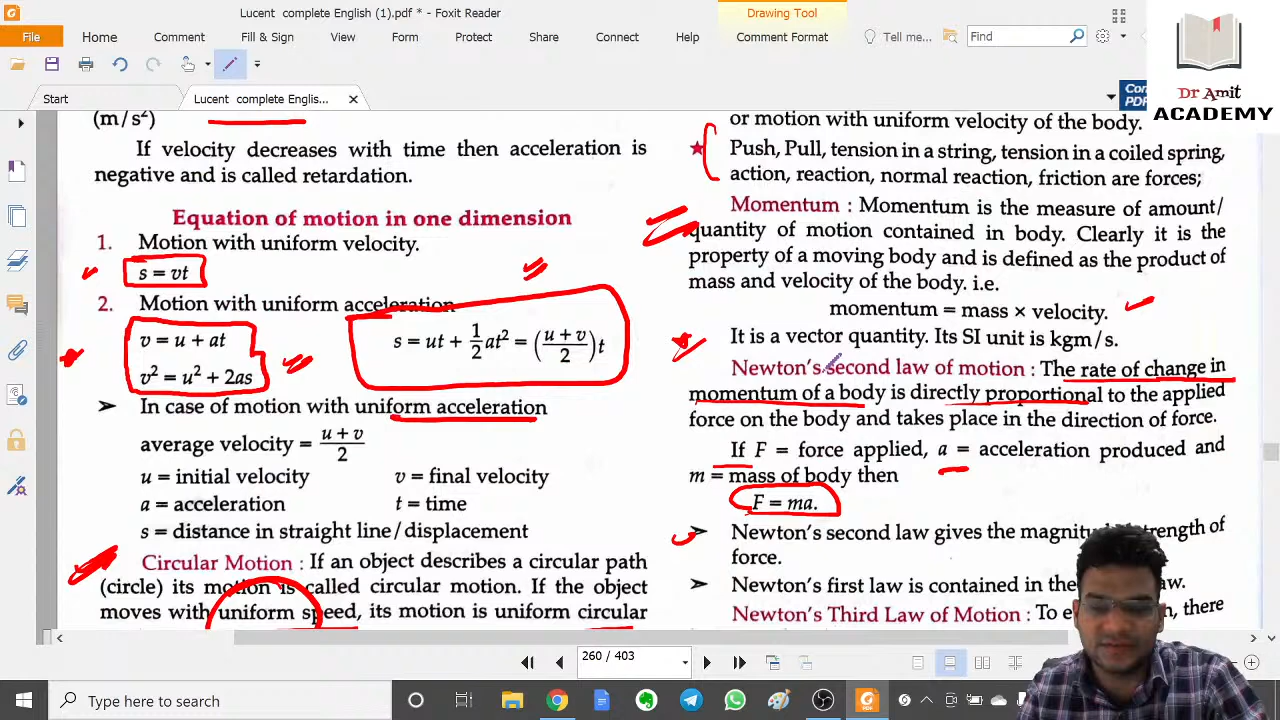 Lucent complete English (1).pdf * - Foxit Reader
Drawing Tool
File
Home
Comment
Fill & Sign
View
Form
Protect
Share
Connect
Help
Comment Format
Tell me...
Find
Start
Lucent complete Englis...
Con
PDF
Dr Amit
ACADEMY
(m/s²)
If velocity decreases with time then acceleration is
negative and is called retardation.
Equation of motion in one dimension
1. Motion with uniform velocity.
s = vt
2. Motion with uniform acceleration
v = u + at
s = ut + 1/2 at² = (u + v / 2) t
v² = u² + 2as
➢ In case of motion with uniform acceleration
average velocity = u + v / 2
u = initial velocity v = final velocity
a = acceleration t = time
s = distance in straight line/displacement
Circular Motion : If an object describes a circular path
(circle) its motion is called circular motion. If the object
moves with uniform speed, its motion is uniform circular
or motion with uniform velocity of the body.
★ Push, Pull, tension in a string, tension in a coiled spring,
action, reaction, normal reaction, friction are forces;
Momentum : Momentum is the measure of amount/
quantity of motion contained in body. Clearly it is the
property of a moving body and is defined as the product of
mass and velocity of the body. i.e.
momentum = mass × velocity.
It is a vector quantity. Its SI unit is kgm/s.
Newton's second law of motion : The rate of change in
momentum of a body is directly proportional to the applied
force on the body and takes place in the direction of force.
If F = force applied, a = acceleration produced and
m = mass of body then
F = ma.
➢ Newton's second law gives the magnitu strength of
force.
➢ Newton's first law is contained in the law.
Newton's Third Law of Motion : To e n, there
260 / 403
Type here to search